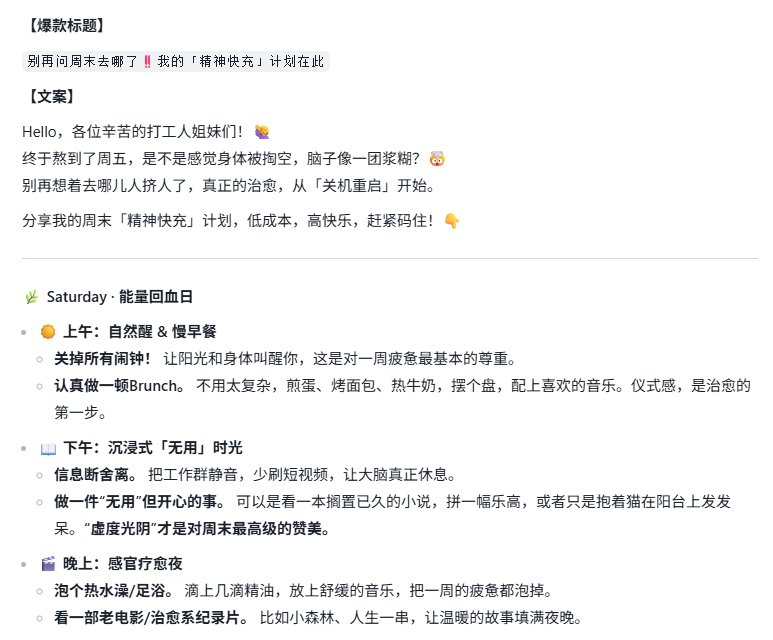 【爆款标题】
别再问周末去哪了‼️我的「精神快充」计划在此
【文案】
Hello，各位辛苦的打工人姐妹们！🙋‍♀️
终于熬到了周五，是不是感觉身体被掏空，脑子像一团浆糊？🤯
别再想着去哪儿人挤人了，真正的治愈，从「关机重启」开始。
分享我的周末「精神快充」计划，低成本，高快乐，赶紧码住！👇
🌿 Saturday · 能量回血日
🌞 上午：自然醒 & 慢早餐
关掉所有闹钟！ 让阳光和身体叫醒你，这是对一周疲惫最基本的尊重。
认真做一顿Brunch。 不用太复杂，煎蛋、烤面包、热牛奶，摆个盘，配上喜欢的音乐。仪式感，是治愈的
第一步。
📖 下午：沉浸式「无用」时光
信息断舍离。 把工作群静音，少刷短视频，让大脑真正休息。
做一件“无用”但开心的事。 可以是看一本搁置已久的小说，拼一幅乐高，或者只是抱着猫在阳台上发发
呆。“虚度光阴”才是对周末最高级的赞美。
🎬 晚上：感官疗愈夜
泡个热水澡/足浴。 滴上几滴精油，放上舒缓的音乐，把一周的疲惫都泡掉。
看一部老电影/治愈系纪录片。 比如小森林、人生一串，让温暖的故事填满夜晚。